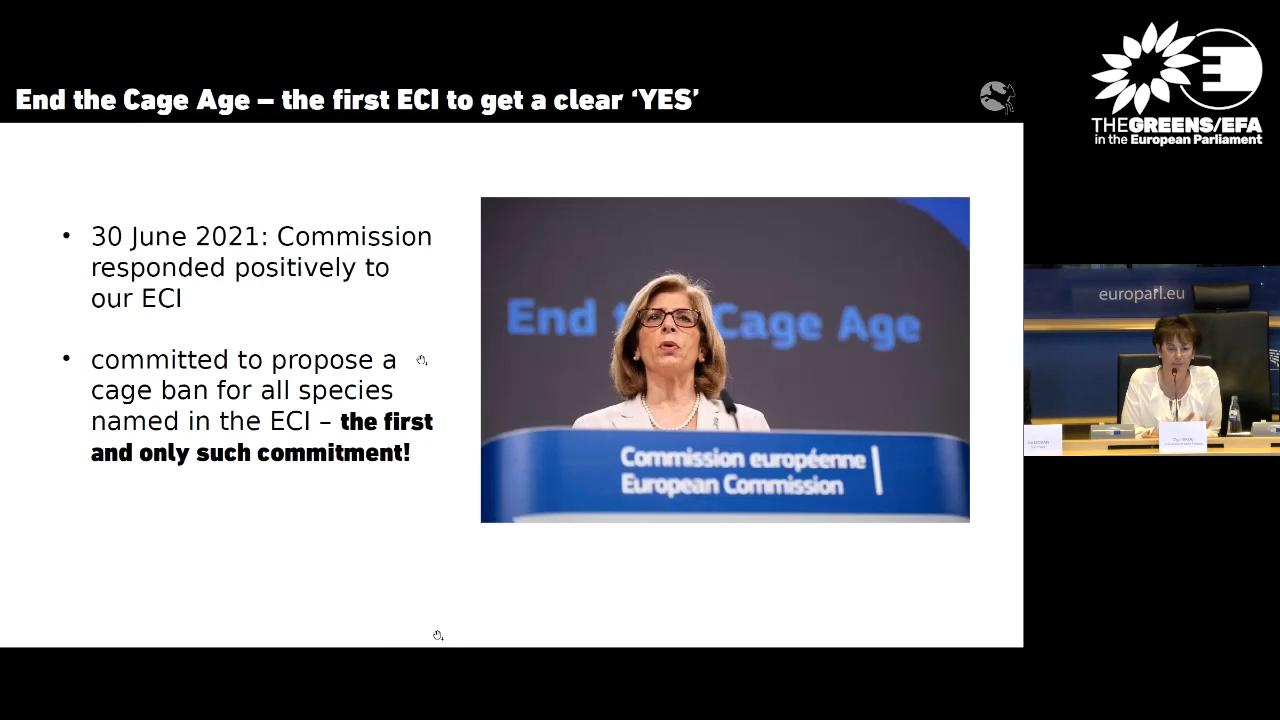 End the Cage Age – the first ECI to get a clear ‘YES’
THEGREENS/EFA
in the European Parliament
• 30 June 2021: Commission
responded positively to
our ECI
• committed to propose a
cage ban for all species
named in the ECI – the first
and only such commitment!
End the Cage Age
Commission européenne
European Commission
europarl.eu